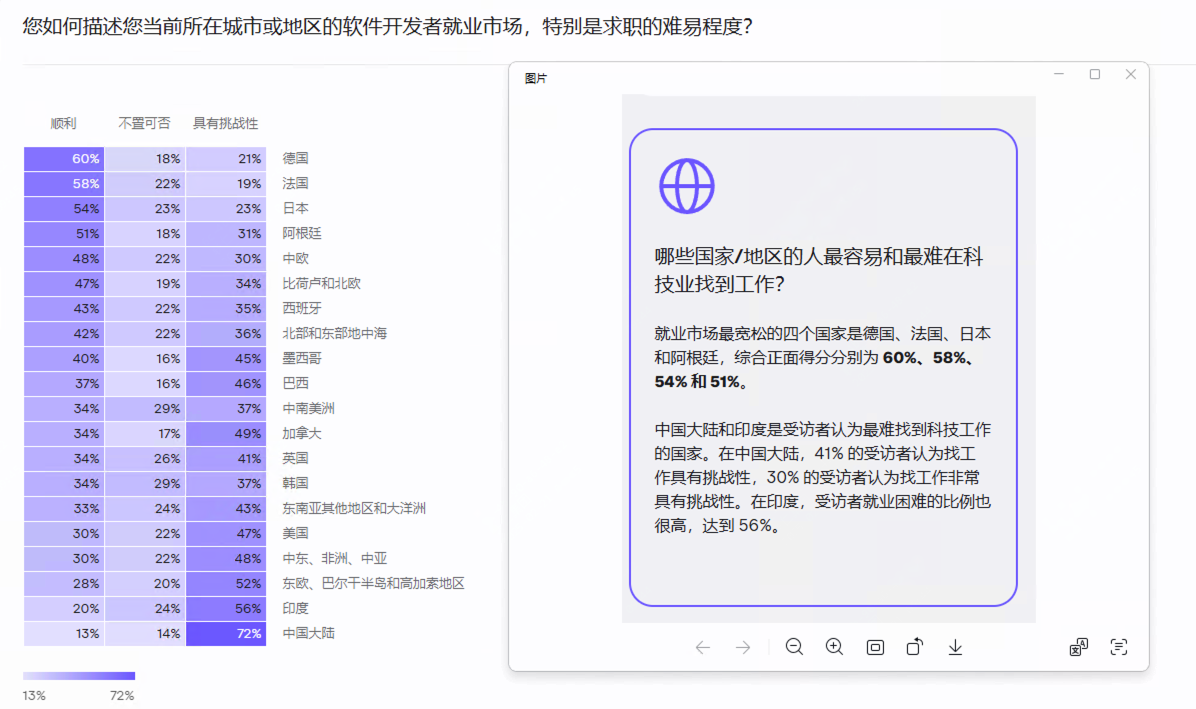 您如何描述您当前所在城市或地区的软件开发者就业市场，特别是求职的难易程度？
顺利 不置可否 具有挑战性
60% 18% 21% 德国
58% 22% 19% 法国
54% 23% 23% 日本
51% 18% 31% 阿根廷
48% 22% 30% 中欧
47% 19% 34% 比荷卢和北欧
43% 22% 35% 西班牙
42% 22% 36% 北部和东部地中海
40% 16% 45% 墨西哥
37% 16% 46% 巴西
34% 29% 37% 中南美洲
34% 17% 49% 加拿大
34% 26% 41% 英国
34% 29% 37% 韩国
33% 24% 43% 东南亚其他地区和大洋洲
30% 22% 47% 美国
30% 22% 48% 中东、非洲、中亚
28% 20% 52% 东欧、巴尔干半岛和高加索地区
20% 24% 56% 印度
13% 14% 72% 中国大陆
13% 72%
图片
哪些国家/地区的人最容易和最难在科
技业找到工作？
就业市场最宽松的四个国家是德国、法国、日本
和阿根廷，综合正面得分分别为 60%、58%、
54% 和 51%。
中国大陆和印度是受访者认为最难找到科技工作
的国家。在中国大陆，41% 的受访者认为找工
作具有挑战性，30% 的受访者认为找工作非常
具有挑战性。在印度，受访者就业困难的比例也
很高，达到 56%。